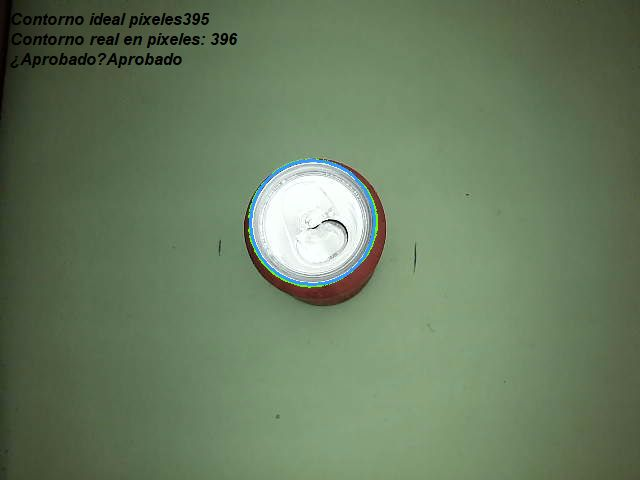 Contorno ideal pixeles395
Contorno real en pixeles: 396
¿Aprobado?Aprobado